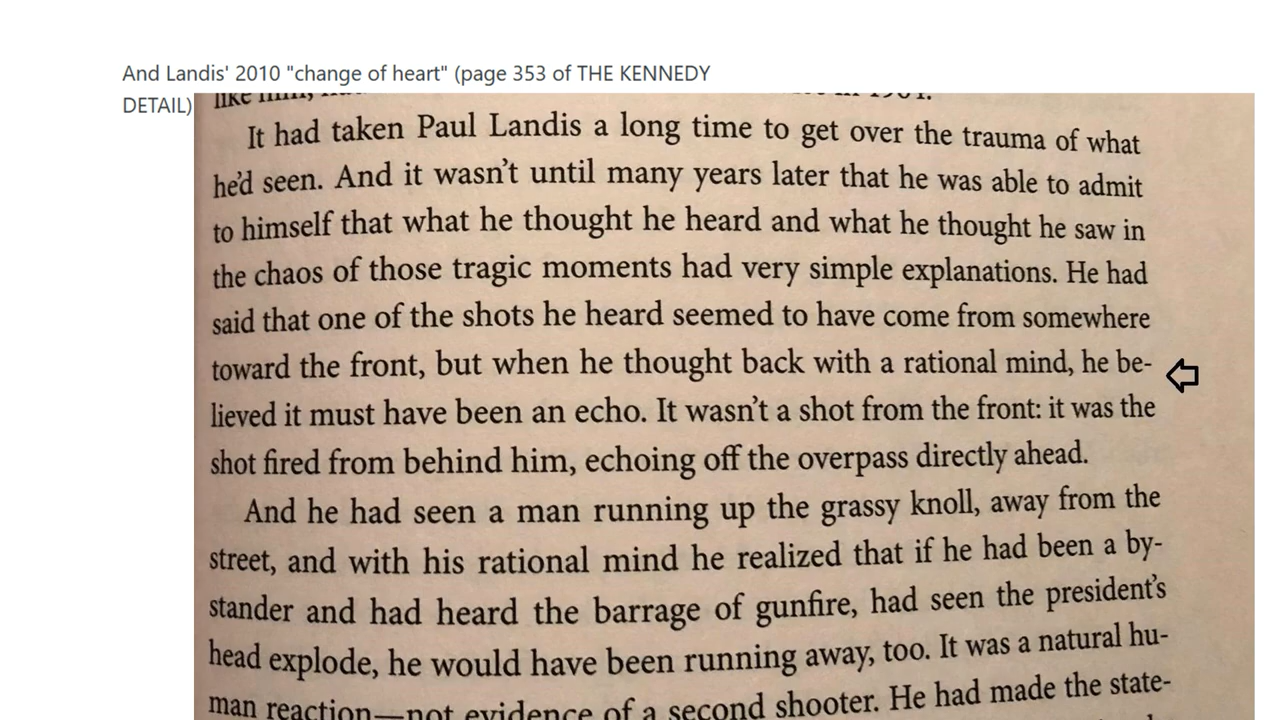 And Landis' 2010 "change of heart" (page 353 of THE KENNEDY
DETAIL)
It had taken Paul Landis a long time to get over the trauma of what
he'd seen. And it wasn't until many years later that he was able to admit
to himself that what he thought he heard and what he thought he saw in
the chaos of those tragic moments had very simple explanations. He had
said that one of the shots he heard seemed to have come from somewhere
toward the front, but when he thought back with a rational mind, he be-
lieved it must have been an echo. It wasn't a shot from the front: it was the
shot fired from behind him, echoing off the overpass directly ahead.
And he had seen a man running up the grassy knoll, away from the
street, and with his rational mind he realized that if he had been a by-
stander and had heard the barrage of gunfire, had seen the president's
head explode, he would have been running away, too. It was a natural hu-
man reaction—not evidence of a second shooter. He had made the state-